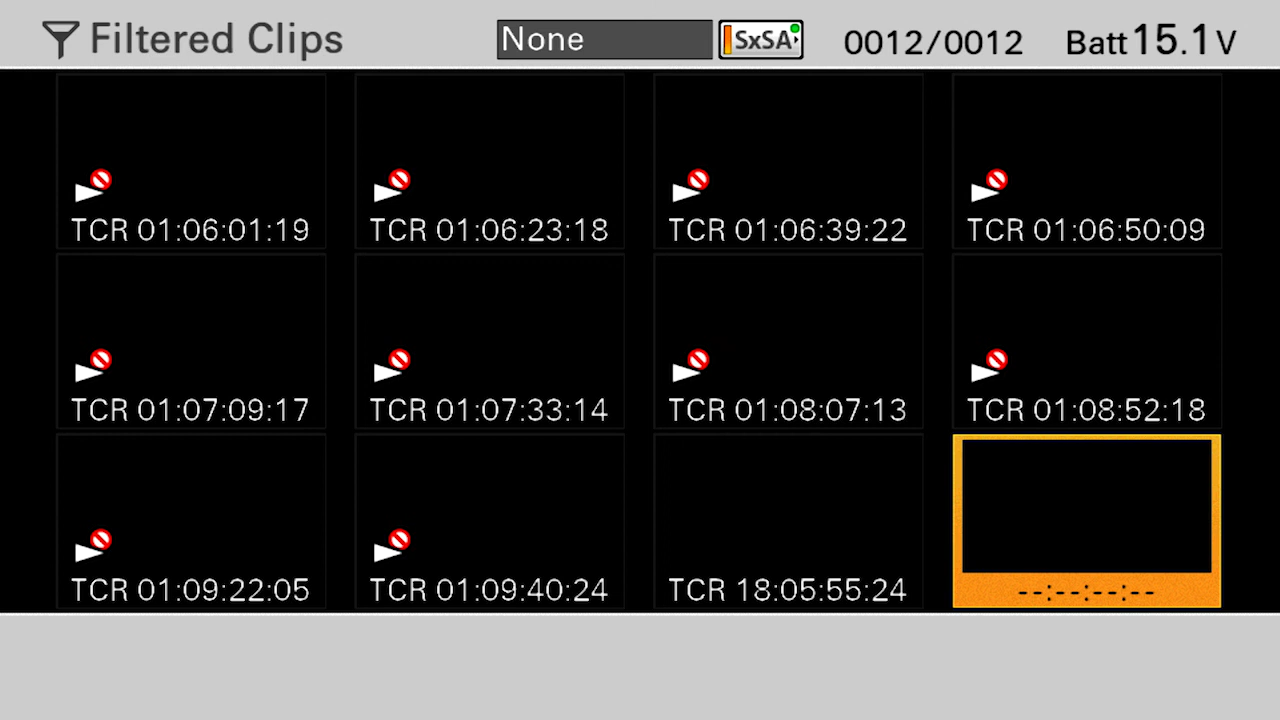 Filtered Clips None SxSA 0012/0012 Batt 15.1V
TCR 01:06:01:19 TCR 01:06:23:18 TCR 01:06:39:22 TCR 01:06:50:09
TCR 01:07:09:17 TCR 01:07:33:14 TCR 01:08:07:13 TCR 01:08:52:18
TCR 01:09:22:05 TCR 01:09:40:24 TCR 18:05:55:24 --:--:--:--